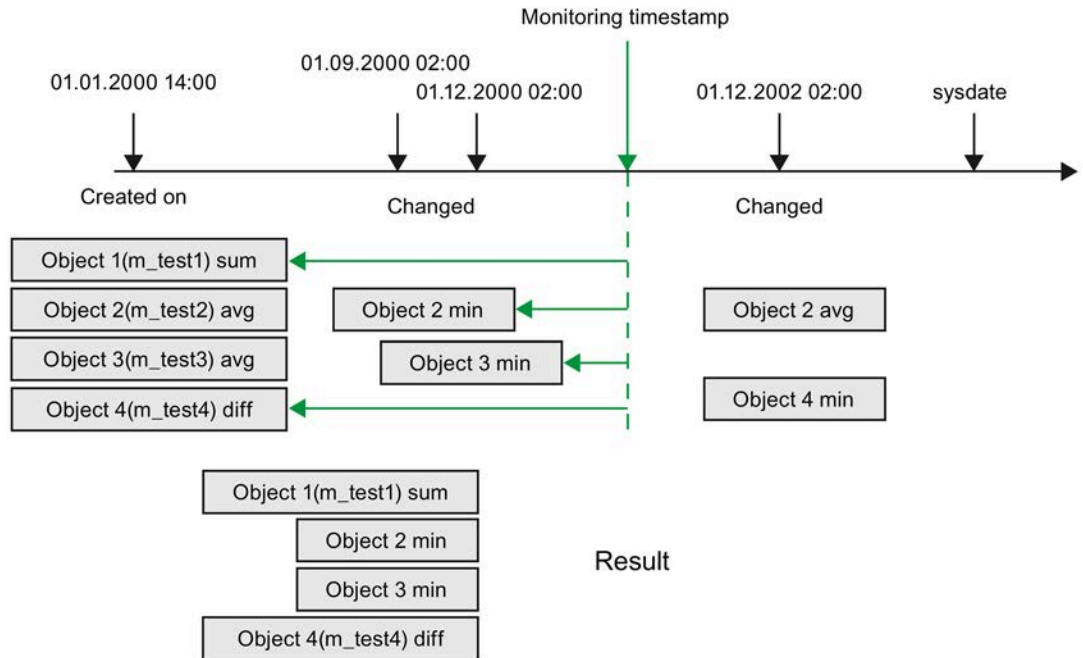 Monitoring timestamp
01.09.2000 02:00
01.01.2000 14:00
01.12.2000 02:00
01.12.2002 02:00
sysdate
Created on
Changed
Changed
Object 1(m_test1) sum
Object 2(m_test2) avg
Object 2 min
Object 2 avg
Object 3(m_test3) avg
Object 3 min
Object 4(m_test4) diff
Object 4 min
Object 1(m_test1) sum
Object 2 min
Result
Object 3 min
Object 4(m_test4) diff